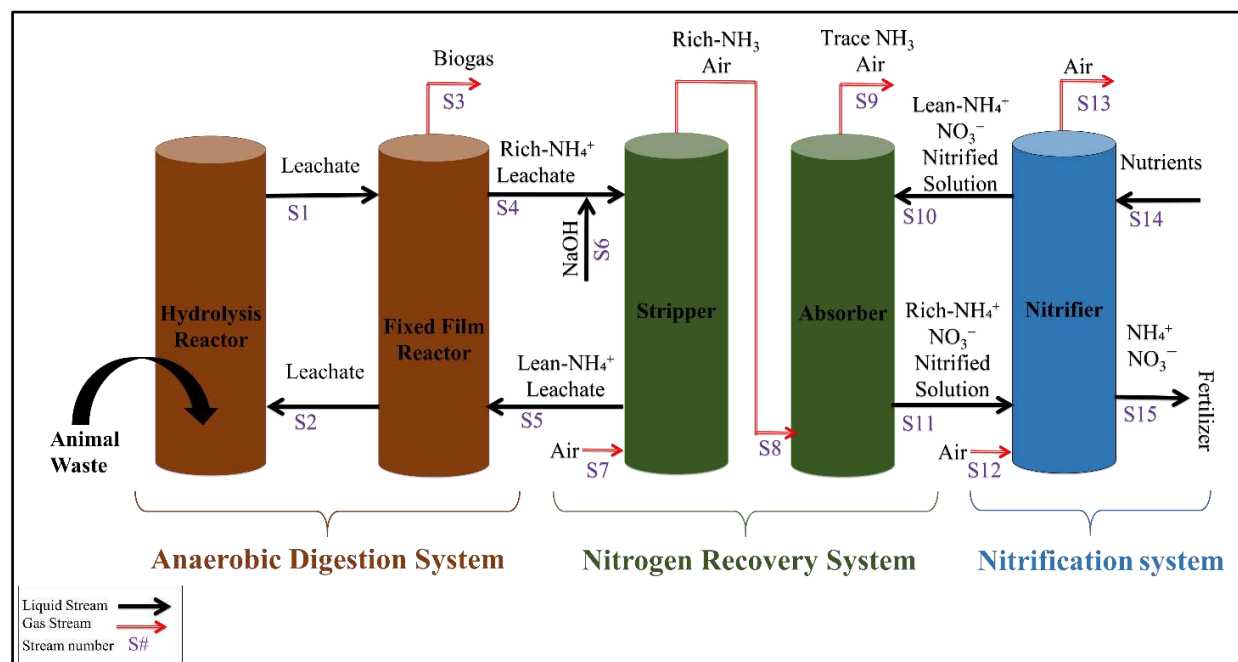 Biogas
S3
Rich-NH₃
Air
Trace NH₃
Air
S9
Air
S13
Leachate
S1
Rich-NH₄⁺
Leachate
S4
NaOH
S6
Lean-NH₄⁺
NO₃⁻
Nitrified
Solution
S10
Nutrients
S14
Hydrolysis
Reactor
Fixed Film
Reactor
Stripper
Absorber
Nitrifier
Leachate
S2
Lean-NH₄⁺
Leachate
S5
Air
S7
S8
Rich-NH₄⁺
NO₃⁻
Nitrified
Solution
S11
Air
S12
NH₄⁺
NO₃⁻
S15
Fertilizer
Animal
Waste
Anaerobic Digestion System
Nitrogen Recovery System
Nitrification system
Liquid Stream
Gas Stream
Stream number S#